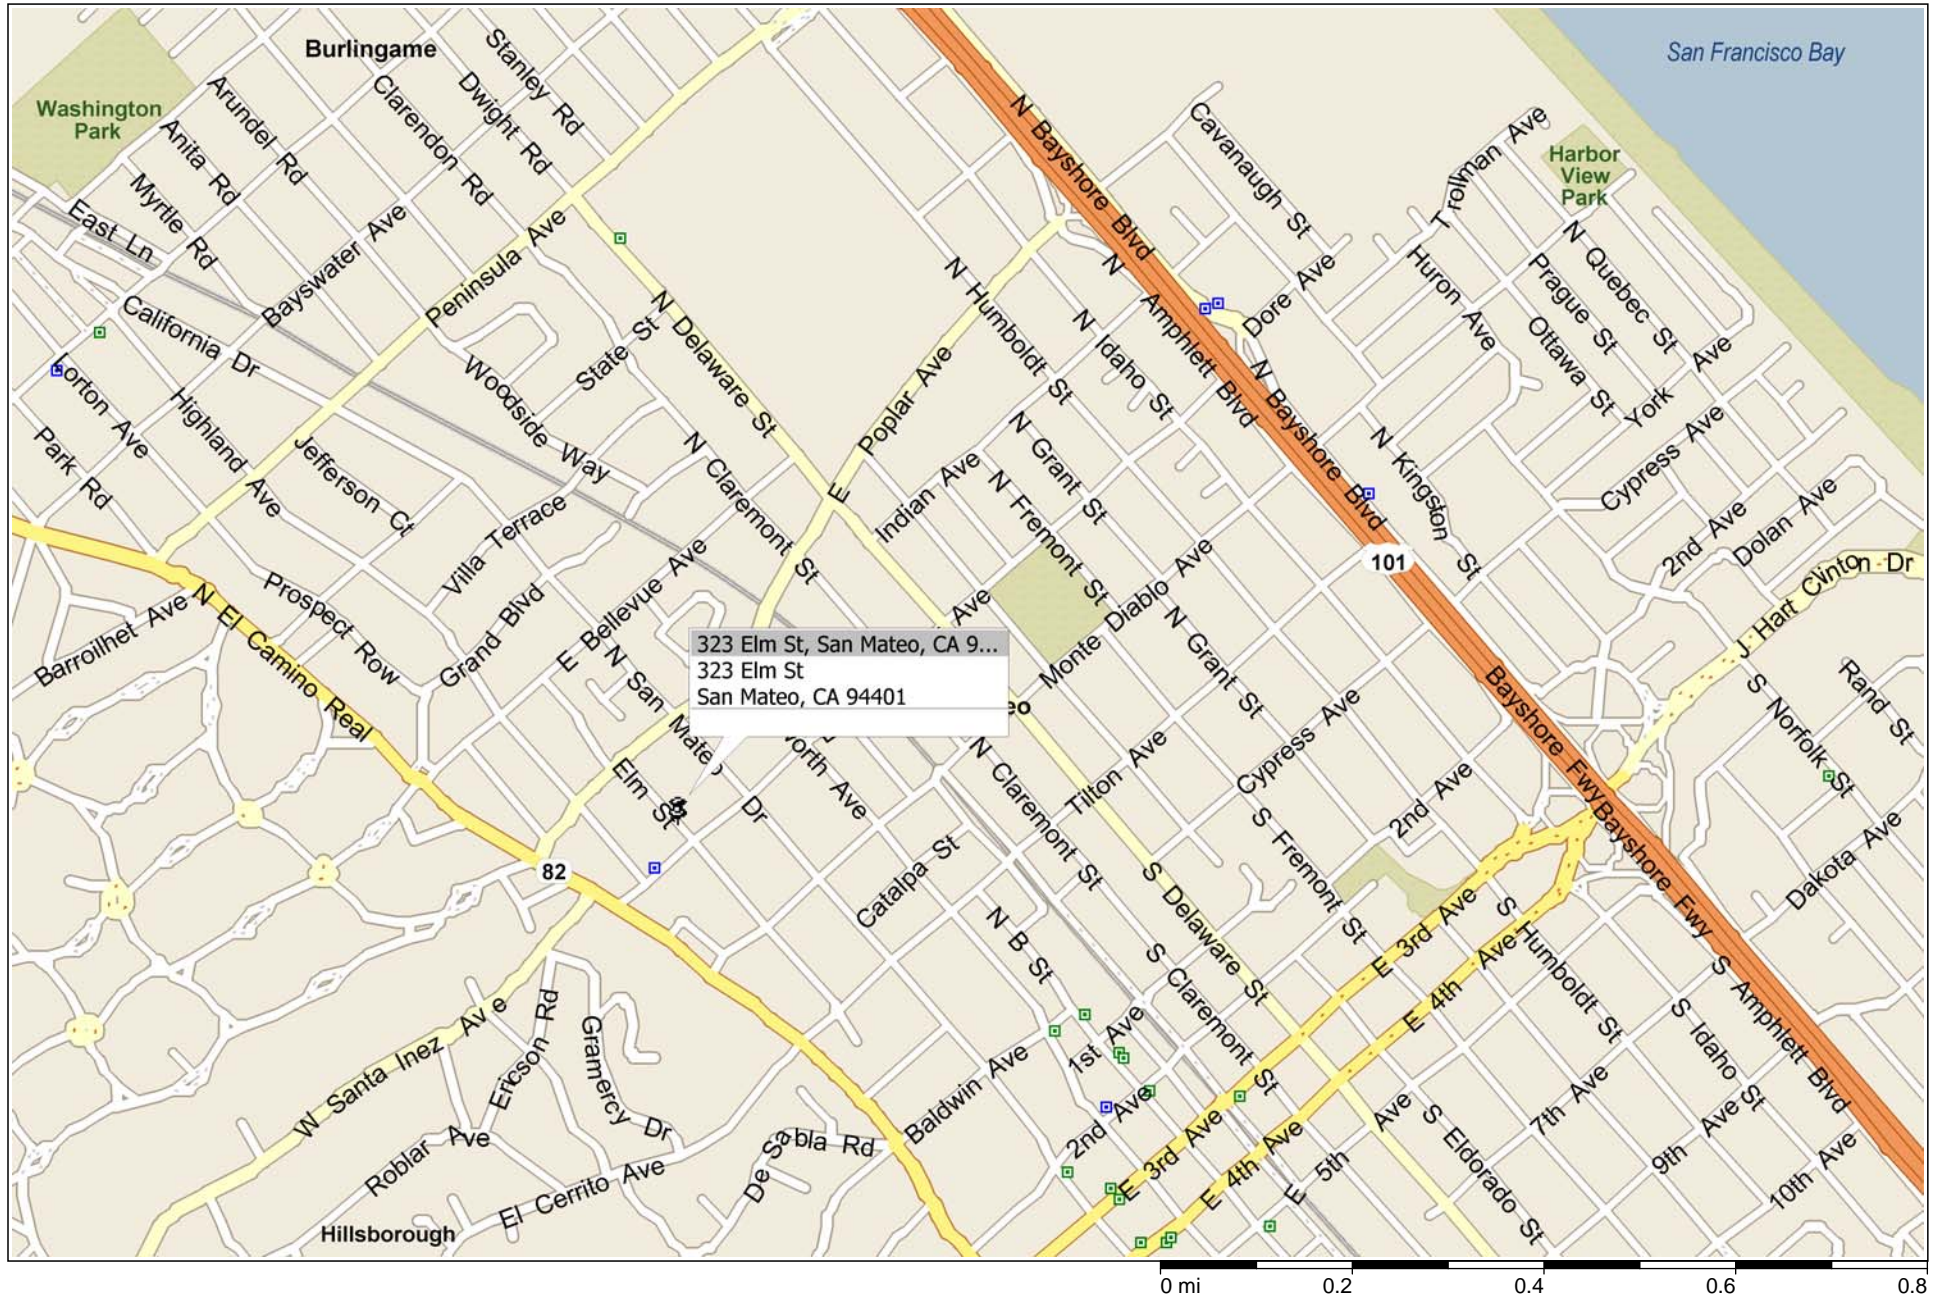 Burlingame
San Francisco Bay
Washington
Park
Stanley Rd
Dwight Rd
Clarendon Rd
Arundel Rd
Anita Rd
Myrtle Rd
East Ln
Bayswater Ave
Peninsula Ave
California Dr
Lorton Ave
Highland Ave
Park Rd
Jefferson Ct
Woodside Way
State St
N Delaware St
Villa Terrace
N Claremont St
Grand Blvd
E Bellevue Ave
Prospect Row
Barroilhet Ave
N El Camino Real
N San Mateo Dr
Elm St
82
N Bayshore Blvd
Cavanaugh St
Trollman Ave
Harbor
View
Park
N Quebec St
Prague St
Ottawa St
Huron Ave
Dore Ave
N Amphlett Blvd
N Humboldt St
N Idaho St
E Poplar Ave
Indian Ave
N Grant St
N Fremont St
N Bayshore Blvd
N Kingston St
York Ave
Cypress Ave
2nd Ave
Dolan Ave
J Hart Clinton Dr
101
Ave
Monte Diablo Ave
N Grant St
323 Elm St, San Mateo, CA 9...
323 Elm St
San Mateo, CA 94401
eo
North Ave
N Claremont St
Tilton Ave
Cypress Ave
2nd Ave
Bayshore Fwy
Bayshore Fwy
S Norfolk St
Rand St
Dakota Ave
S Fremont St
S Delaware St
Catalpa St
N B St
S Claremont St
E 3rd Ave
E 4th Ave
S Humboldt St
S Idaho St
S Amphlett Blvd
W Santa Inez Ave
Ericson Rd
Gramercy Dr
Roblar Ave
El Cerrito Ave
De Sabla Rd
Baldwin Ave
1st Ave
2nd Ave
E 3rd Ave
E 4th Ave
E 5th Ave
S Eldorado St
7th Ave
9th Ave
10th Ave
Hillsborough
0 mi 0.2 0.4 0.6 0.8